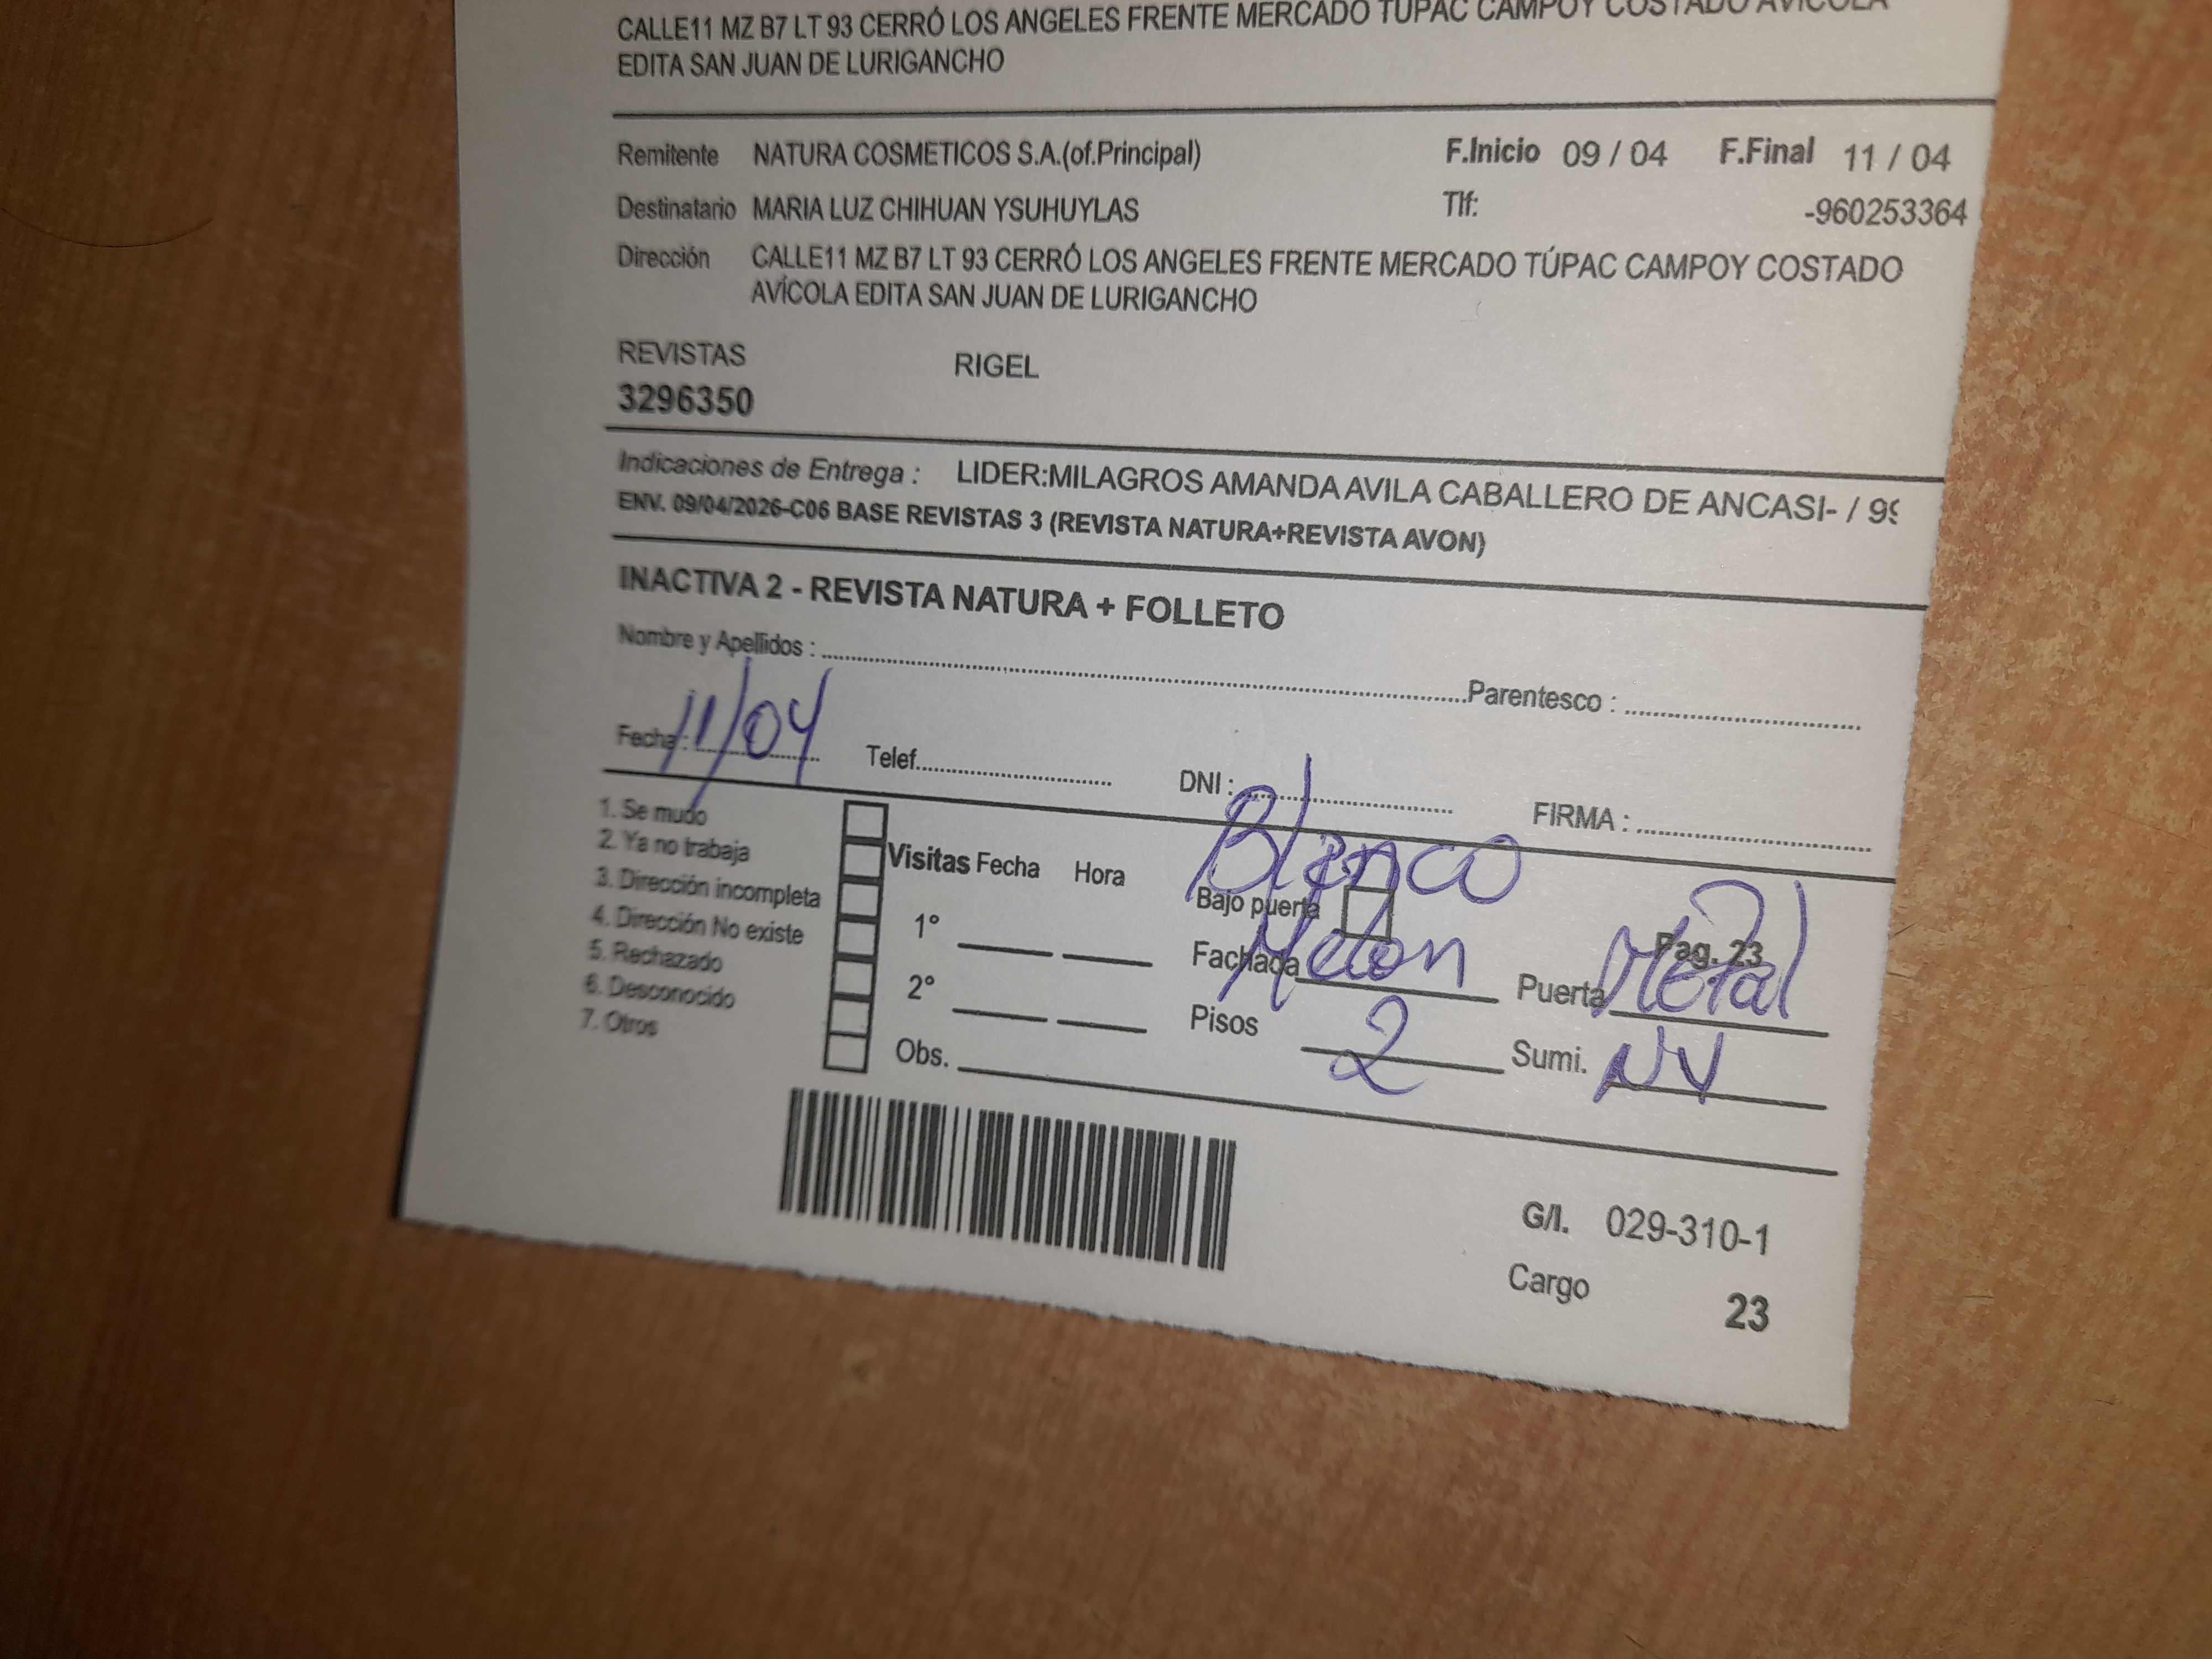 CALLE11 MZ B7 LT 93 CERRÓ LOS ANGELES FRENTE MERCADO TÚPAC CAMPOY COSTADO AVÍCOLA
EDITA SAN JUAN DE LURIGANCHO
Remitente NATURA COSMETICOS S.A.(of.Principal) F.Inicio 09 / 04 F.Final 11 / 04
Destinatario MARIA LUZ CHIHUAN YSUHUYLAS Tlf: -960253364
Dirección CALLE11 MZ B7 LT 93 CERRÓ LOS ANGELES FRENTE MERCADO TÚPAC CAMPOY COSTADO
AVÍCOLA EDITA SAN JUAN DE LURIGANCHO
REVISTAS RIGEL
3296350
Indicaciones de Entrega : LIDER:MILAGROS AMANDA AVILA CABALLERO DE ANCASI- / 99
ENV. 09/04/2026-C06 BASE REVISTAS 3 (REVISTA NATURA+REVISTA AVON)
INACTIVA 2 - REVISTA NATURA + FOLLETO
Nombre y Apellidos : Parentesco :
Fecha : 11/04 Telef. DNI : FIRMA :
1. Se mudo
2. Ya no trabaja
3. Dirección incompleta
4. Dirección No existe
5. Rechazado
6. Desconocido
7. Otros
Visitas Fecha Hora
1°
2°
Obs.
Blanco
Bajo puerta
Pag. 23
Fachada Melon Puerta Metal
Pisos 2 Sumi. NV
G/I. 029-310-1
Cargo 23